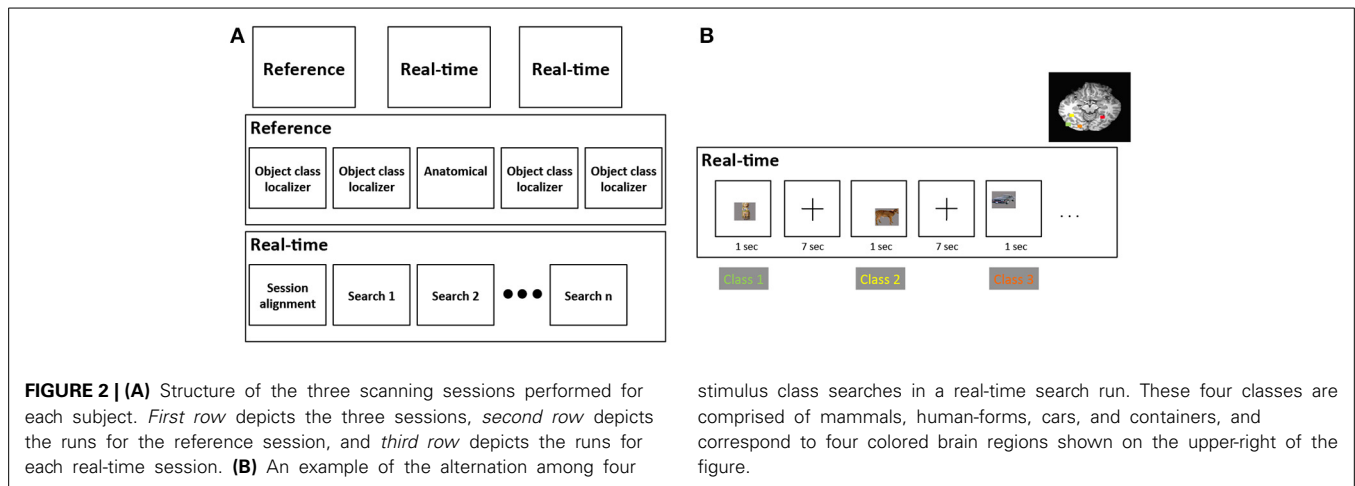 A
Reference
Real-time
Real-time
Reference
Object class
localizer
Object class
localizer
Anatomical
Object class
localizer
Object class
localizer
Real-time
Session
alignment
Search 1
Search 2
●●●
Search n
B
Real-time
1 sec
7 sec
1 sec
7 sec
1 sec
...
Class 1
Class 2
Class 3
FIGURE 2 | (A) Structure of the three scanning sessions performed for
each subject. First row depicts the three sessions, second row depicts
the runs for the reference session, and third row depicts the runs for
each real-time session. (B) An example of the alternation among four
stimulus class searches in a real-time search run. These four classes are
comprised of mammals, human-forms, cars, and containers, and
correspond to four colored brain regions shown on the upper-right of the
figure.